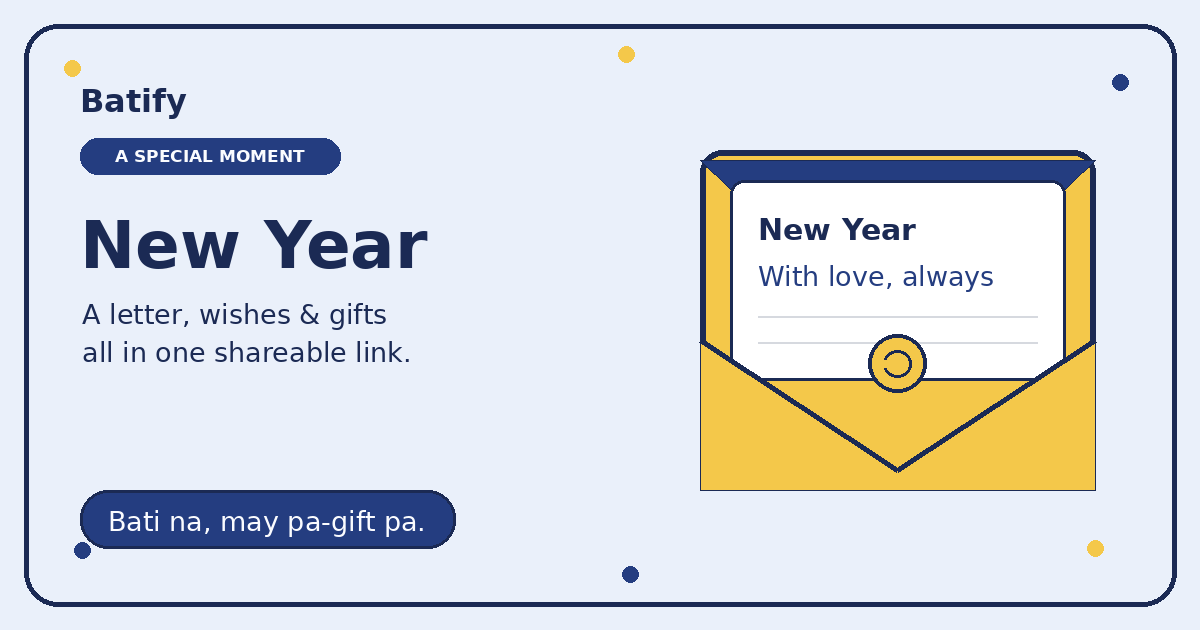 Batify
A SPECIAL MOMENT
New Year
A letter, wishes & gifts
all in one shareable link.
Bati na, may pa-gift pa.
New Year
With love, always